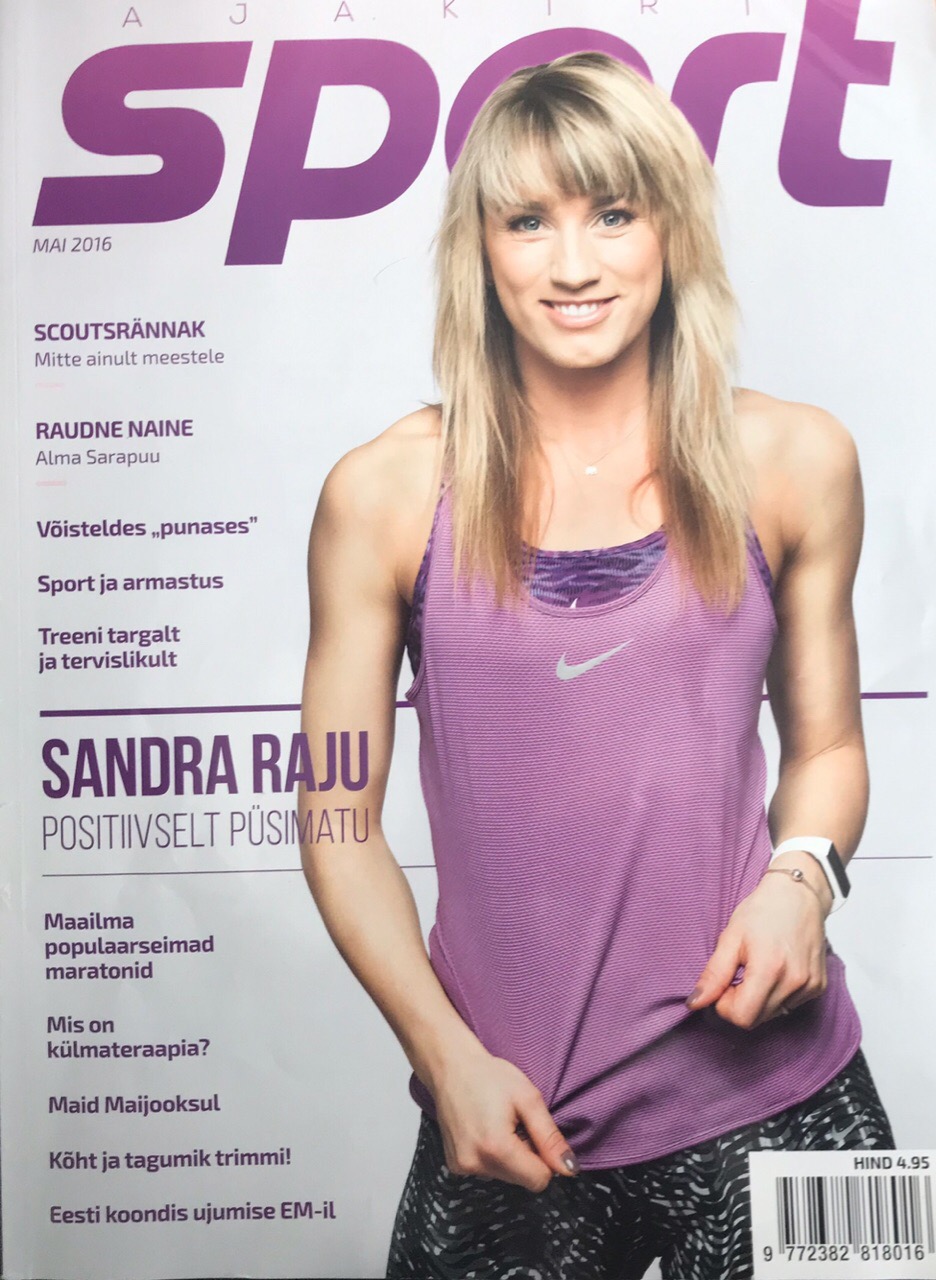 AJAKIRI
sport
MAI 2016
SCOUTSRÄNNAK
Mitte ainult meestele
RAUDNE NAINE
Alma Sarapuu
Võisteldes „punases”
Sport ja armastus
Treeni targalt
ja tervislikult
SANDRA RAJU
POSITIIVSELT PÜSIMATU
Maailma
populaarseimad
maratonid
Mis on
külmateraapia?
Maid Maijooksul
Kõht ja tagumik trimmi!
Eesti koondis ujumise EM-il
HIND 4.95
9 772382 818016